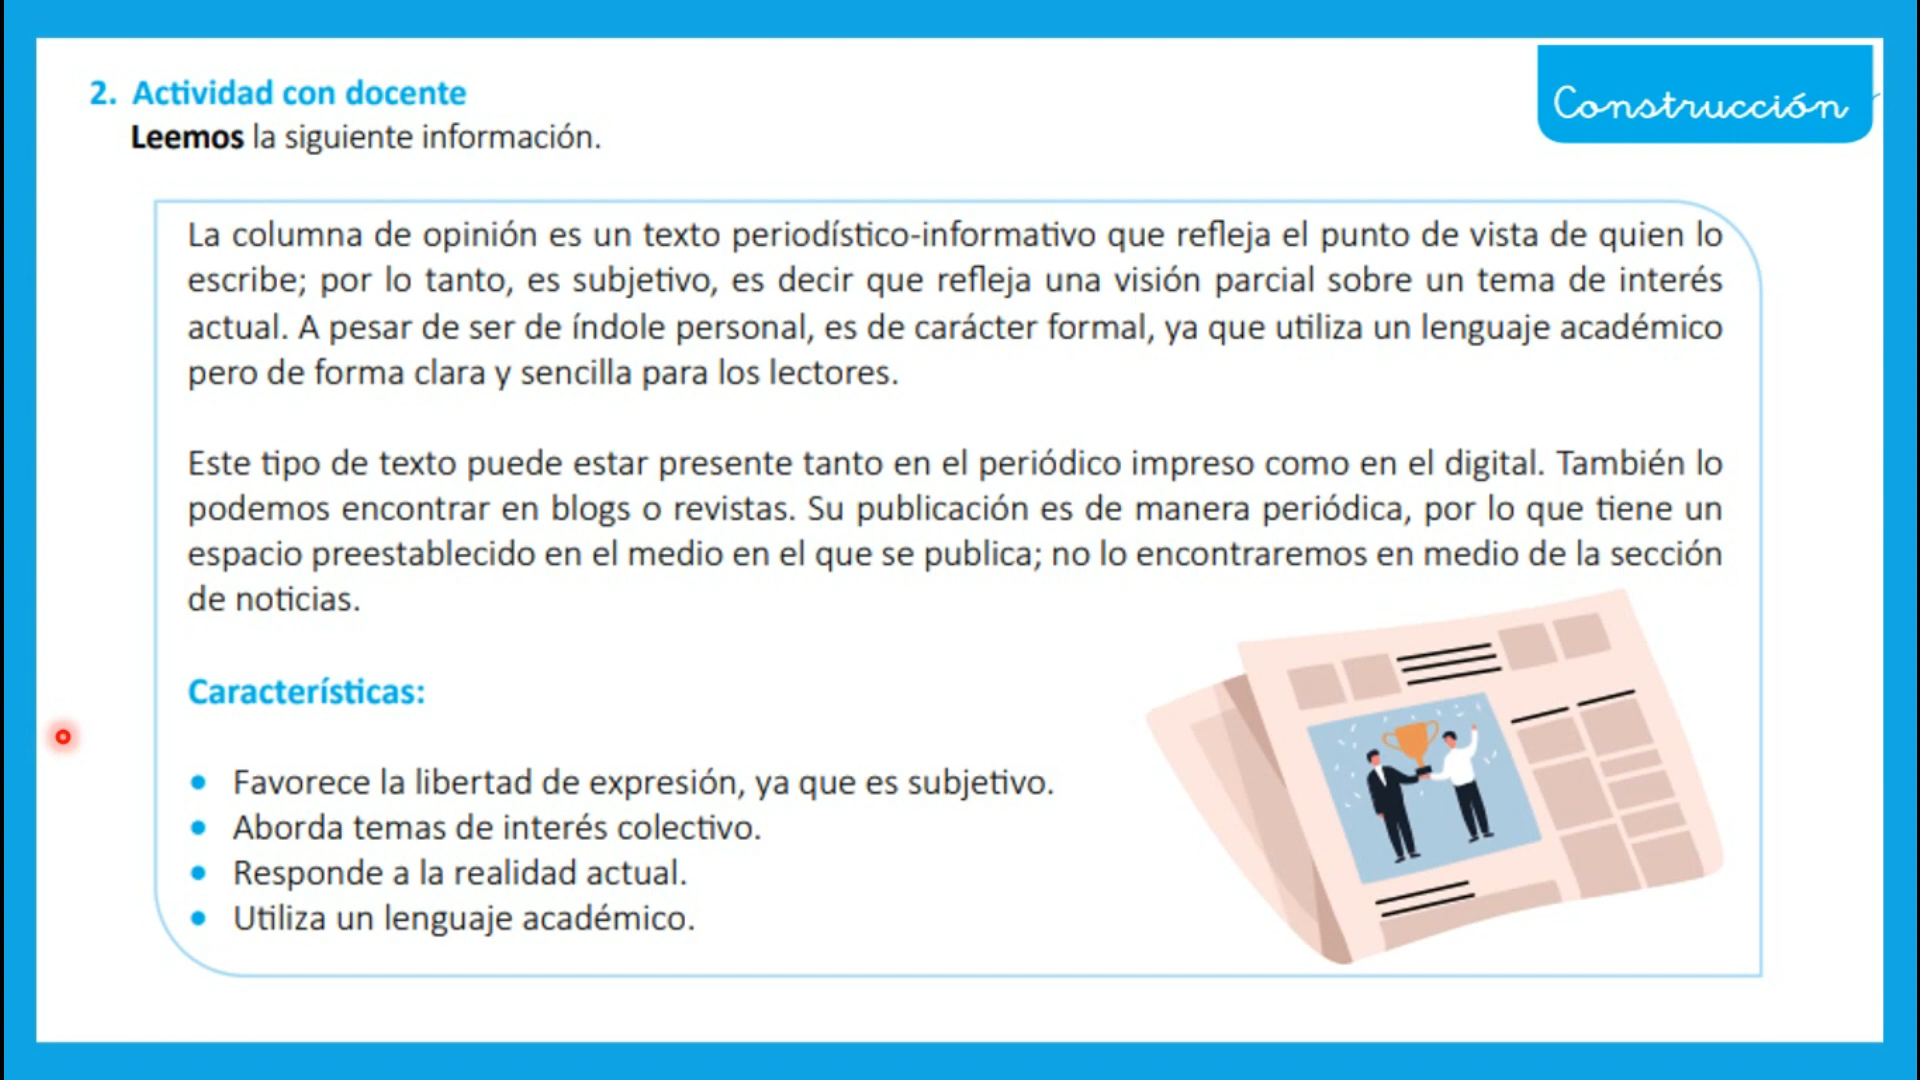 2. Actividad con docente
Construcción
Leemos la siguiente información.
La columna de opinión es un texto periodístico-informativo que refleja el punto de vista de quien lo
escribe; por lo tanto, es subjetivo, es decir que refleja una visión parcial sobre un tema de interés
actual. A pesar de ser de índole personal, es de carácter formal, ya que utiliza un lenguaje académico
pero de forma clara y sencilla para los lectores.
Este tipo de texto puede estar presente tanto en el periódico impreso como en el digital. También lo
podemos encontrar en blogs o revistas. Su publicación es de manera periódica, por lo que tiene un
espacio preestablecido en el medio en el que se publica; no lo encontraremos en medio de la sección
de noticias.
Características:
• Favorece la libertad de expresión, ya que es subjetivo.
• Aborda temas de interés colectivo.
• Responde a la realidad actual.
• Utiliza un lenguaje académico.